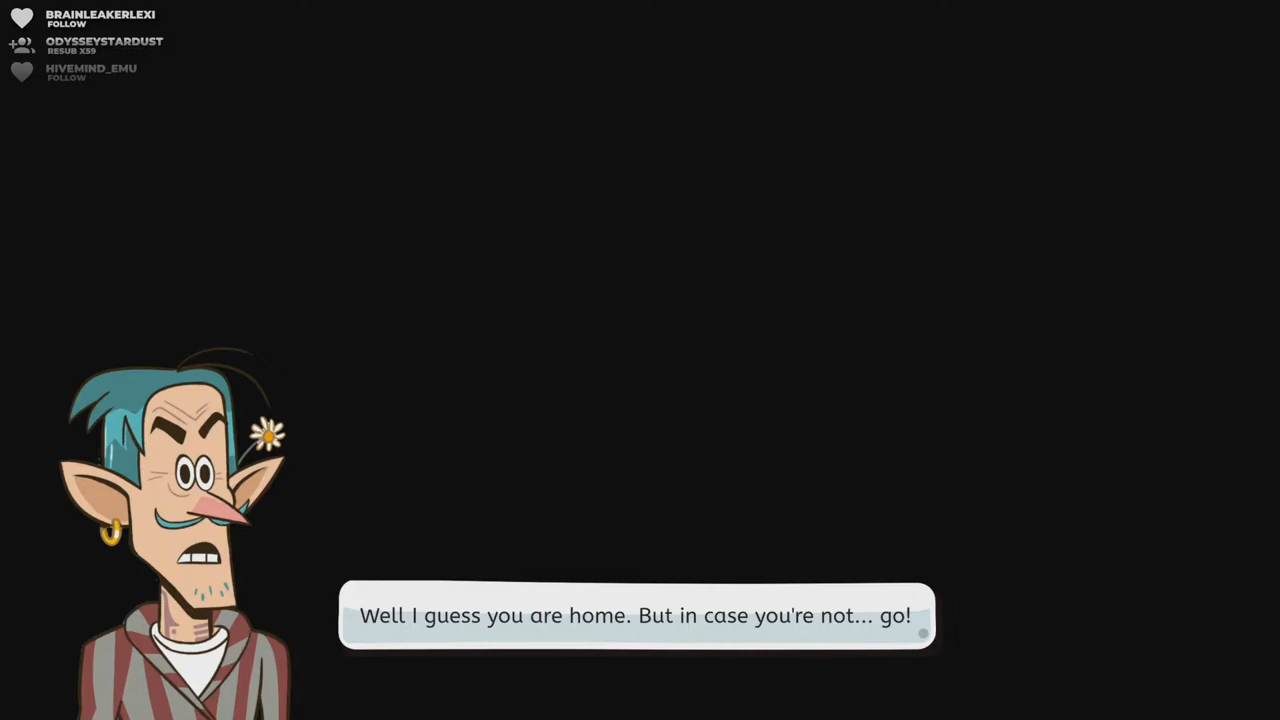 BRAINLEAKERLEXI
FOLLOW
ODYSSEYSTARDUST
RESUB X59
HIVEMIND_EMU
FOLLOW
Well I guess you are home. But in case you're not... go!